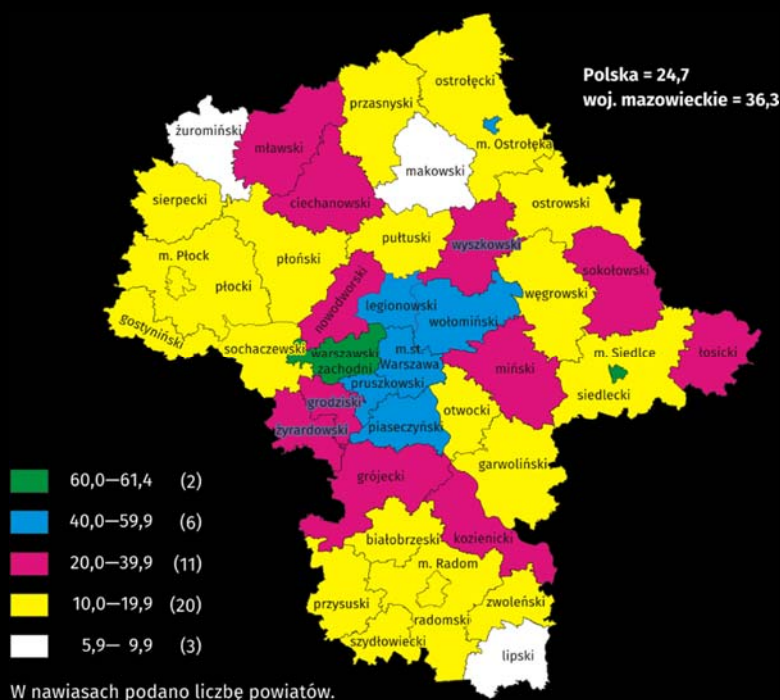 Polska = 24,7
woj. mazowieckie = 36,3
ostrołęcki
przasnyski
żuromiński
mławski
m. Ostrołęka
makowski
ciechanowski
sierpecki
ostrowski
pułtuski
wyszkowski
m. Płock
płoński
sokołowski
płocki
węgrowski
nowodworski
legionowski
wołomiński
gostyniński
sochaczewski
warszawski
zachodni
m.st.
Warszawa
m. Siedlce
łosicki
miński
pruszkowski
siedlecki
grodziski
otwocki
żyrardowski
piaseczyński
garwoliński
grójecki
białobrzeski
kozienicki
m. Radom
przysuski
zwoleński
radomski
szydłowiecki
lipski
60,0—61,4 (2)
40,0—59,9 (6)
20,0—39,9 (11)
10,0—19,9 (20)
5,9— 9,9 (3)
W nawiasach podano liczbę powiatów.